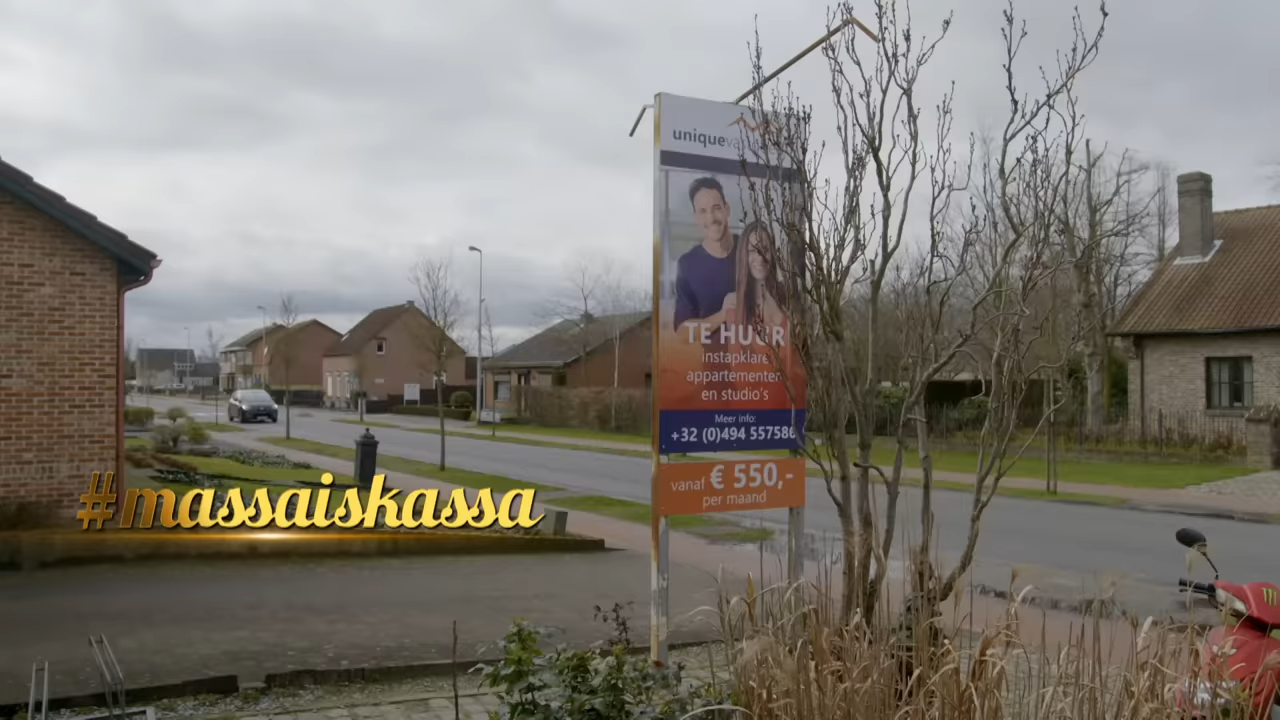 unique
TE HUUR
instapklare
appartementen
en studio's
Meer info:
+32 (0)494 557586
vanaf € 550,-
per maand
#massaiskassa